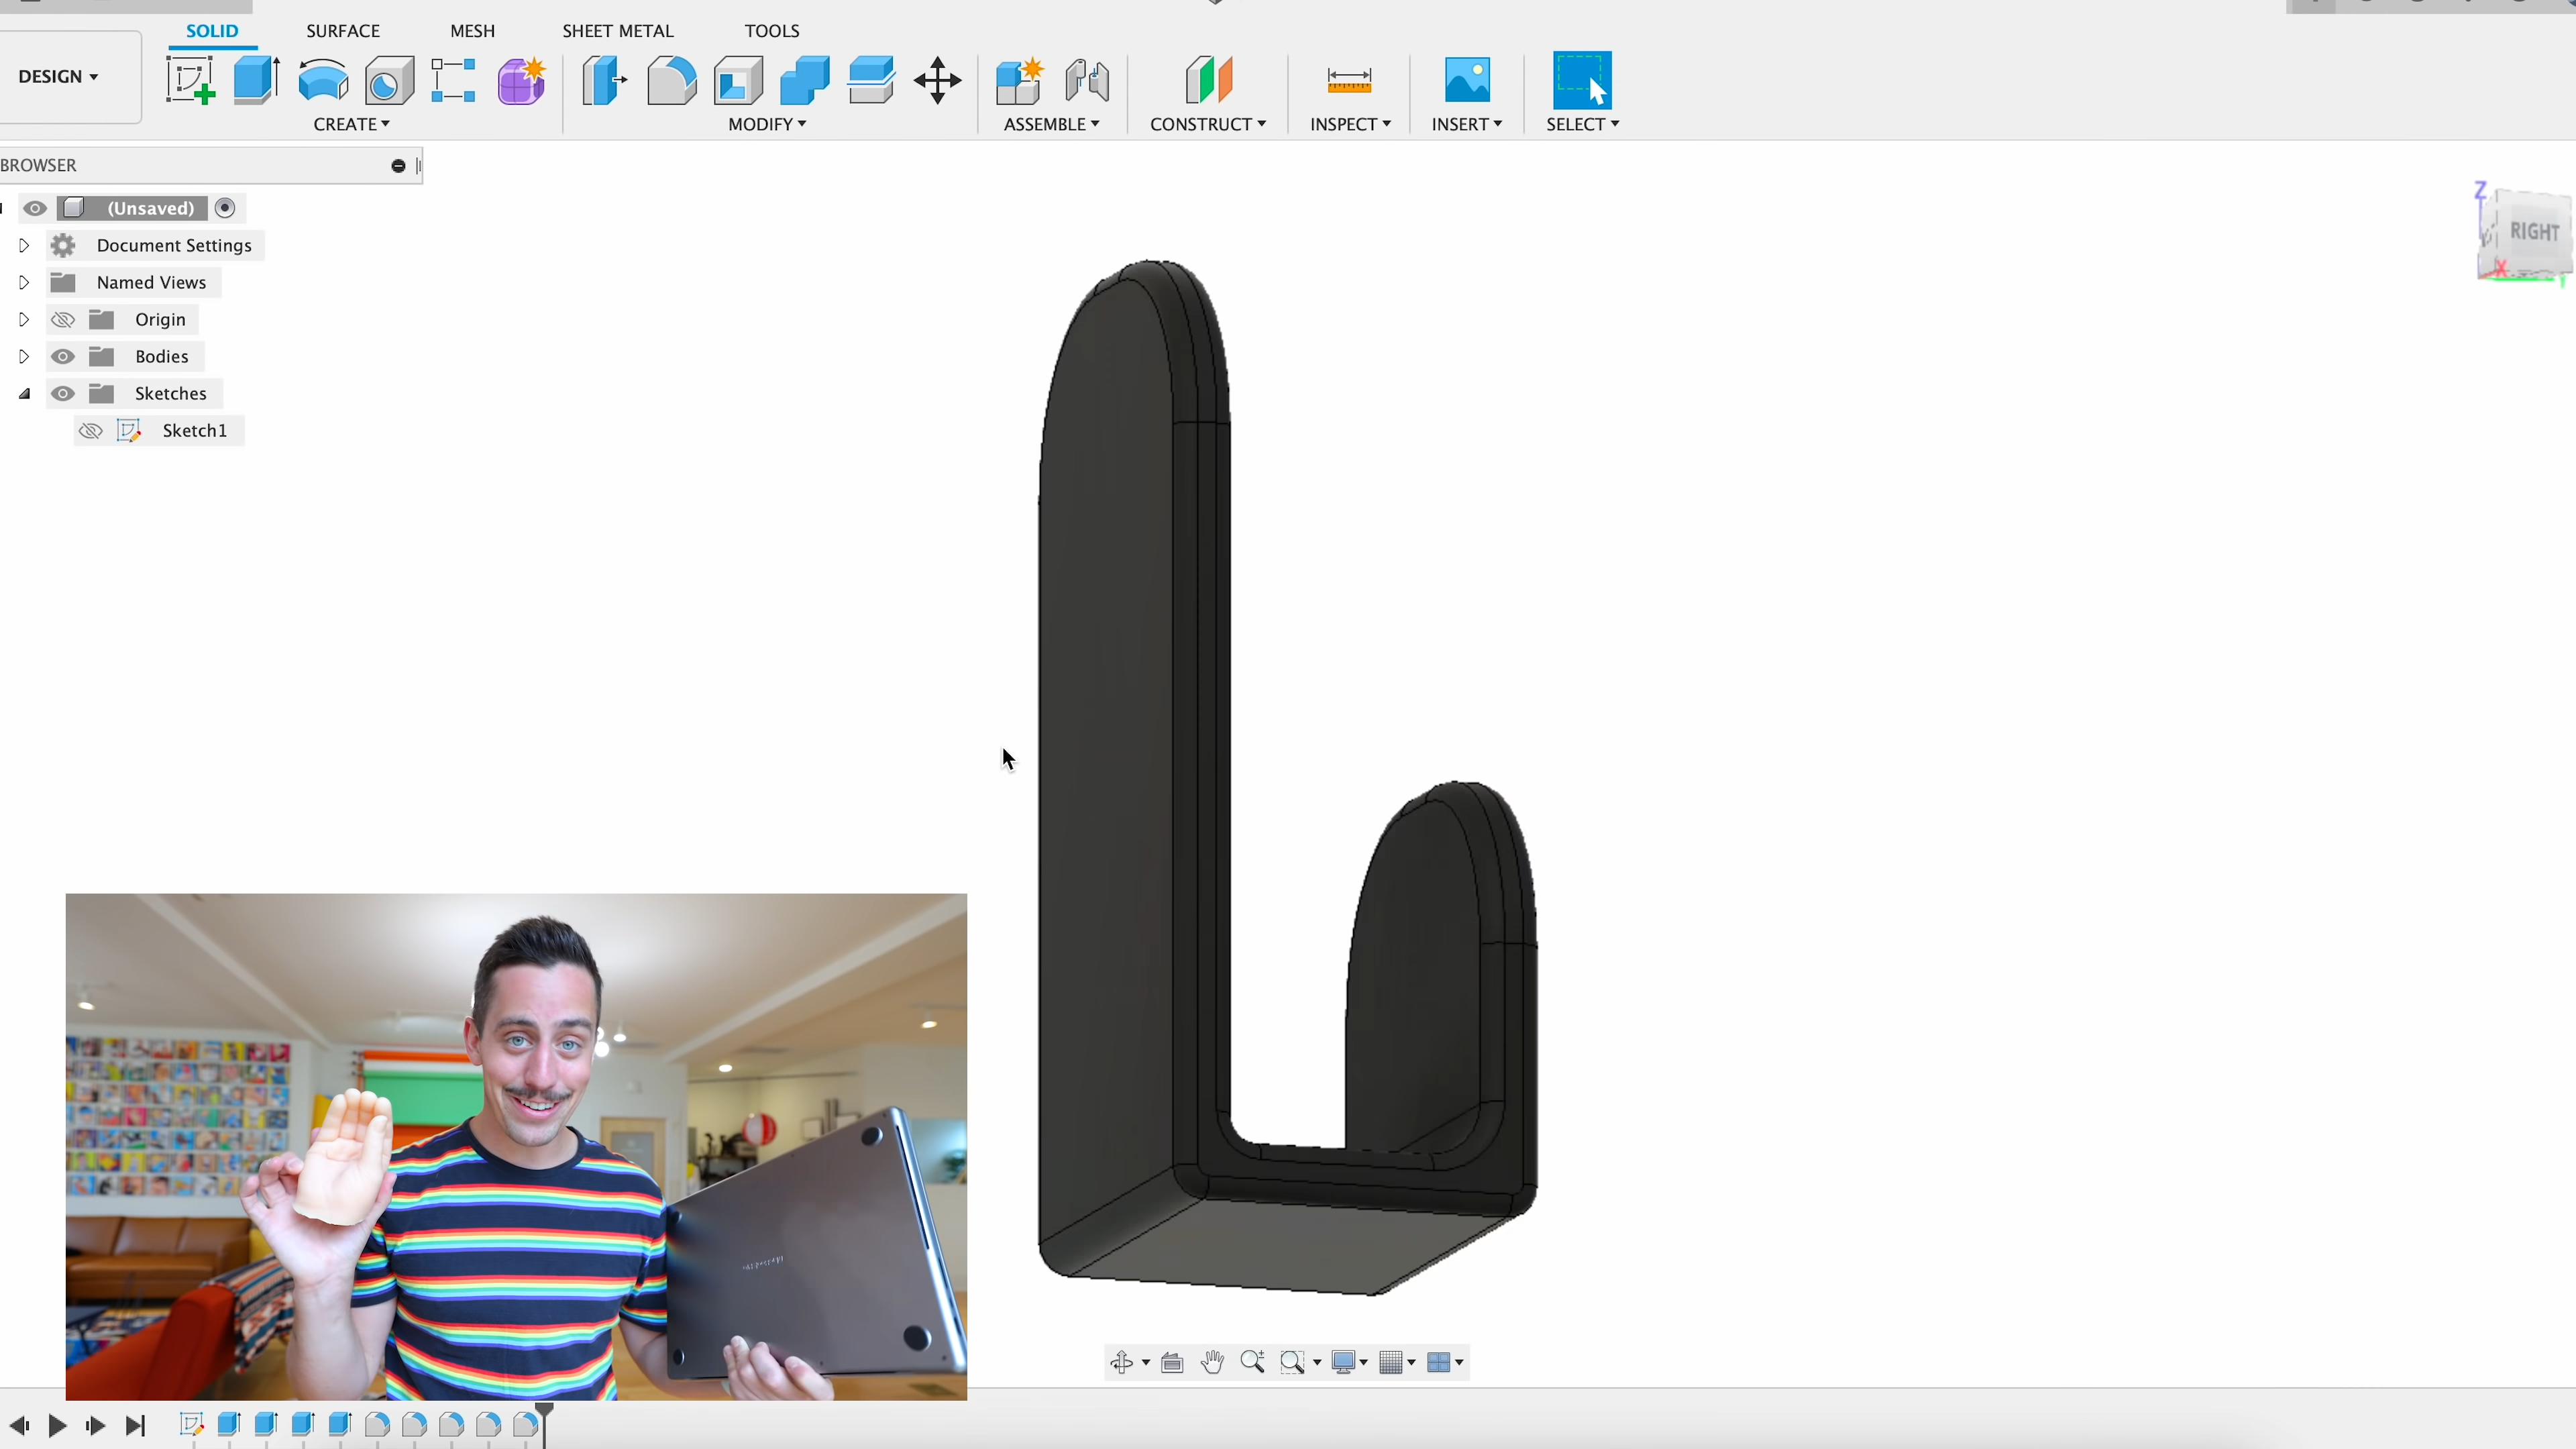 SOLID SURFACE MESH SHEET METAL TOOLS
DESIGN
CREATE MODIFY ASSEMBLE CONSTRUCT INSPECT INSERT SELECT
BROWSER
(Unsaved)
Document Settings
Named Views
Origin
Bodies
Sketches
Sketch1
Z
RIGHT
X
Y